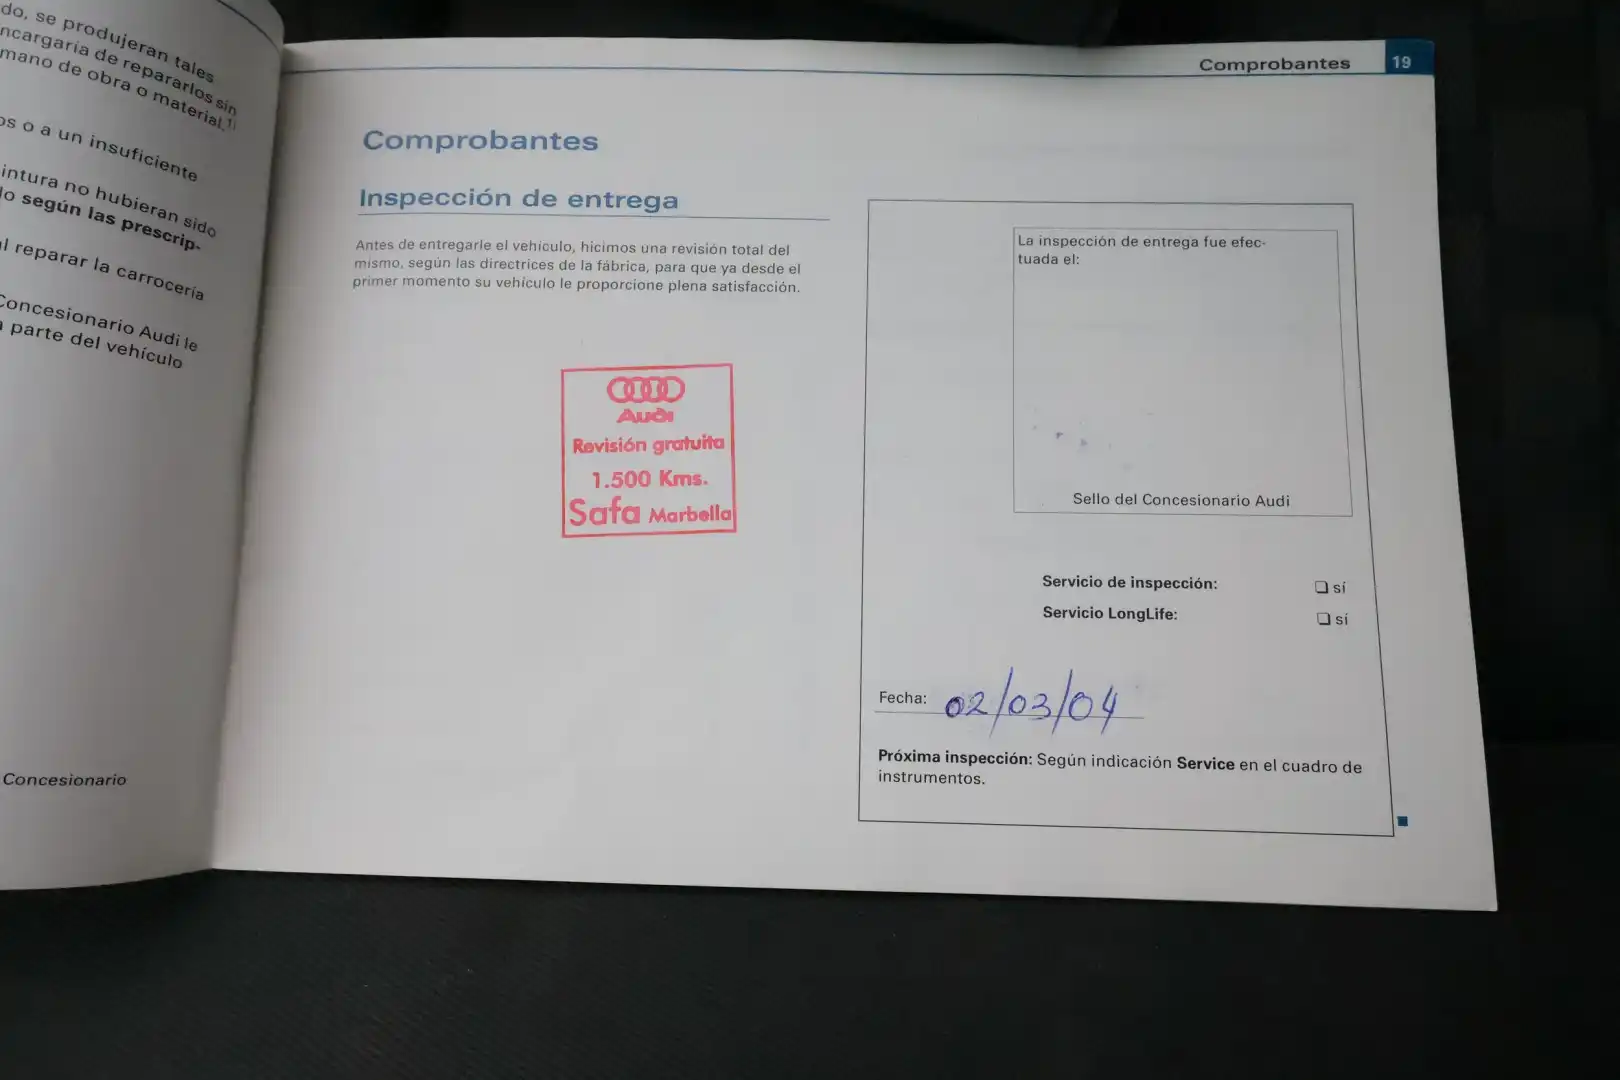 do, se produjeran tales
ncargaría de repararlos sin
mano de obra o material.1)
os o a un insuficiente
intura no hubieran sido
lo según las prescrip-
al reparar la carrocería
Concesionario Audi le
parte del vehículo
Concesionario
Comprobantes 19
Comprobantes
Inspección de entrega
Antes de entregarle el vehículo, hicimos una revisión total del
mismo, según las directrices de la fábrica, para que ya desde el
primer momento su vehículo le proporcione plena satisfacción.
Audi
Revisión gratuita
1.500 Kms.
Safa Marbella
La inspección de entrega fue efec-
tuada el:
Sello del Concesionario Audi
Servicio de inspección: ❏ sí
Servicio LongLife: ❏ sí
Fecha: 02/03/04
Próxima inspección: Según indicación Service en el cuadro de
instrumentos.